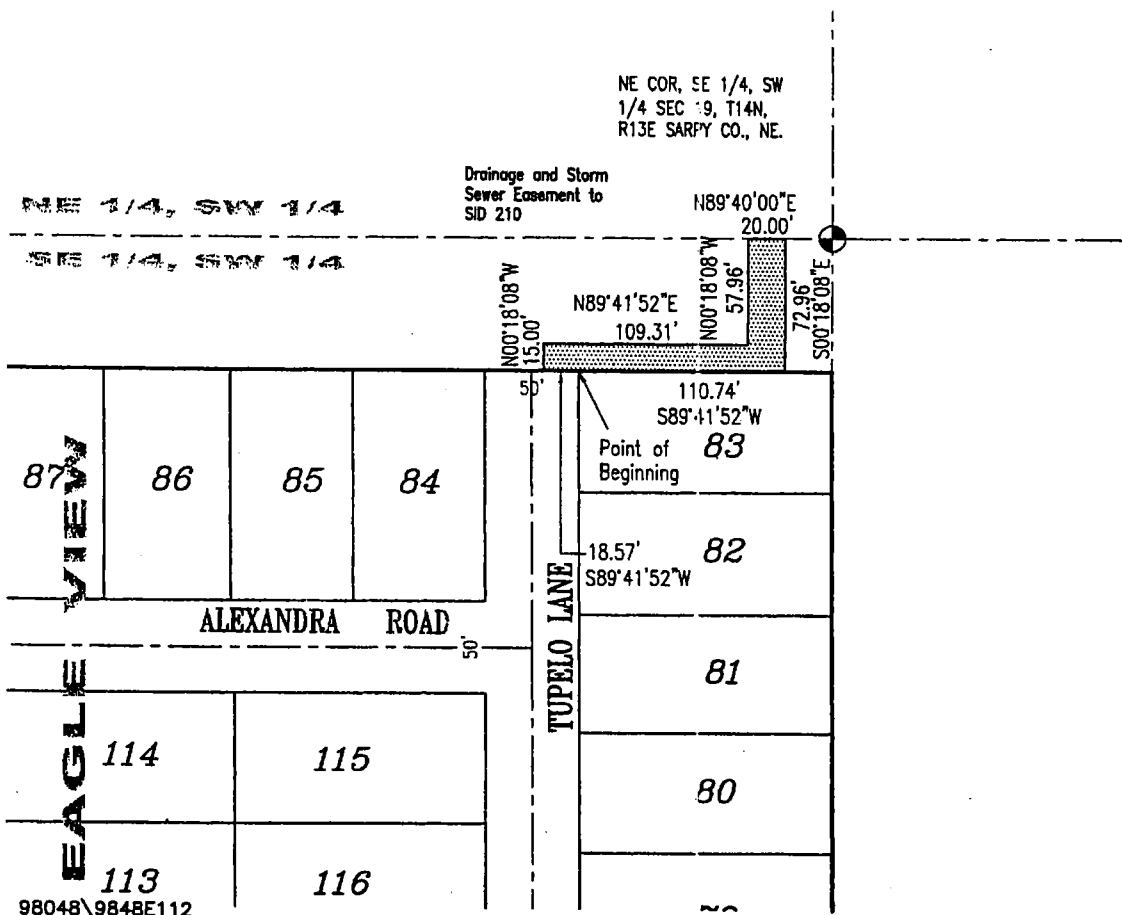 NE COR, SE 1/4, SW
1/4 SEC 19, T14N,
R13E SARPY CO., NE.
Drainage and Storm
Sewer Easement to
SID 210
NE 1/4, SW 1/4
SE 1/4, SW 1/4
N89°40'00"E
20.00'
N00°18'08"W
57.96'
72.96'
S00°18'08"E
N00°18'08"W
15.00'
N89°41'52"E
109.31'
50'
110.74'
S89°41'52"W
Point of
Beginning
83
87
86
85
84
82
18.57'
S89°41'52"W
ALEXANDRA ROAD
50'
TUPELO LANE
EAGLE VIEW
81
114
115
80
113
116
98048\9848E112